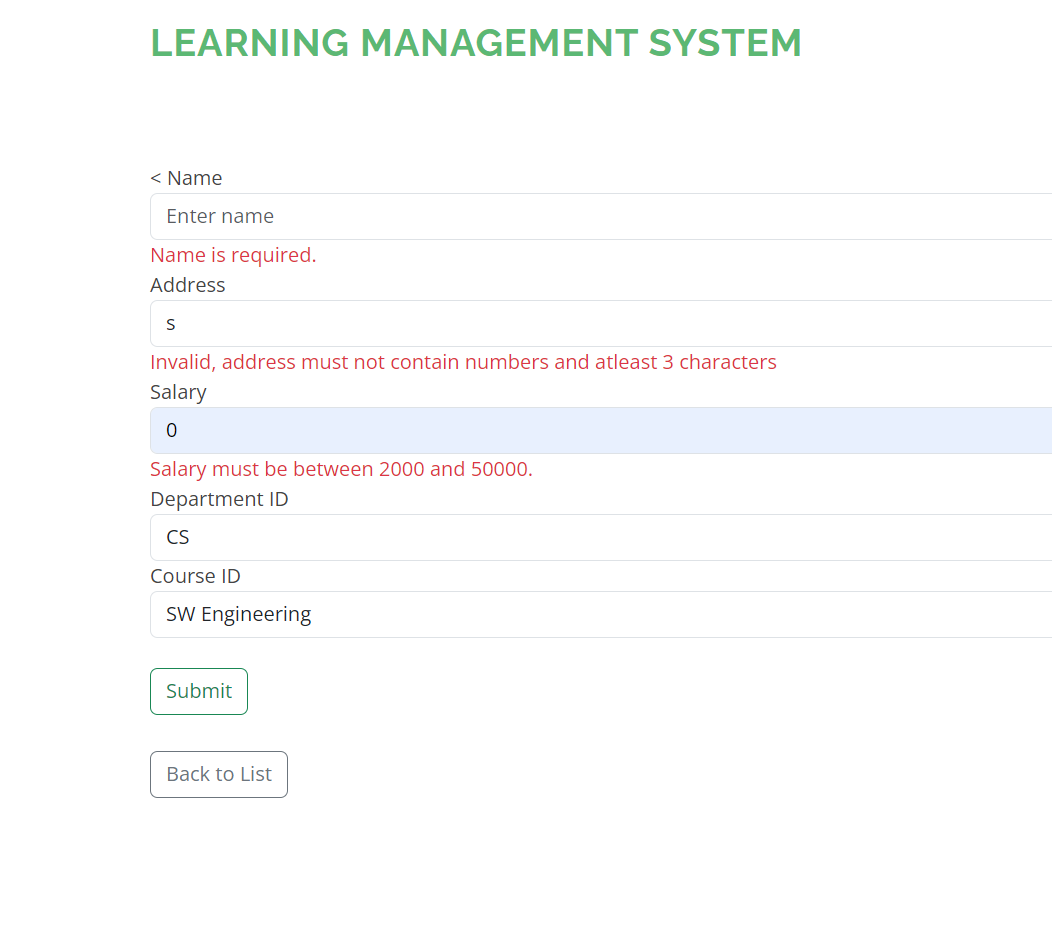 LEARNING MANAGEMENT SYSTEM
< Name
Enter name
Name is required.
Address
s
Invalid, address must not contain numbers and atleast 3 characters
Salary
0
Salary must be between 2000 and 50000.
Department ID
CS
Course ID
SW Engineering
Submit
Back to List